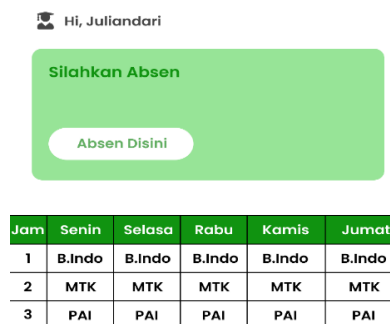 Hi, Juliandari
Silahkan Absen
Absen Disini
Jam Senin Selasa Rabu Kamis Jumat
1 B.Indo B.Indo B.Indo B.Indo B.Indo
2 MTK MTK MTK MTK MTK
3 PAI PAI PAI PAI PAI